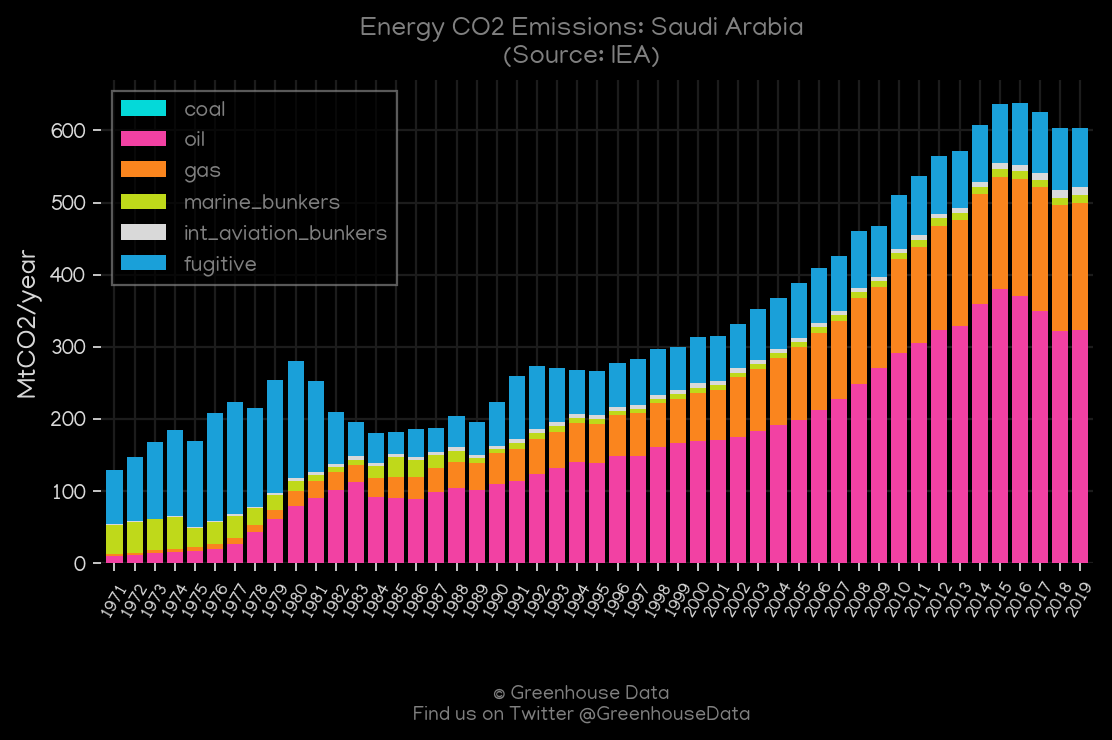 Energy CO2 Emissions: Saudi Arabia
(Source: IEA)
coal
oil
gas
marine_bunkers
int_aviation_bunkers
fugitive
MtCO2/year
600
500
400
300
200
100
0
1971 1972 1973 1974 1975 1976 1977 1978 1979 1980 1981 1982 1983 1984 1985 1986 1987 1988 1989 1990 1991 1992 1993 1994 1995 1996 1997 1998 1999 2000 2001 2002 2003 2004 2005 2006 2007 2008 2009 2010 2011 2012 2013 2014 2015 2016 2017 2018 2019
© Greenhouse Data
Find us on Twitter @GreenhouseData